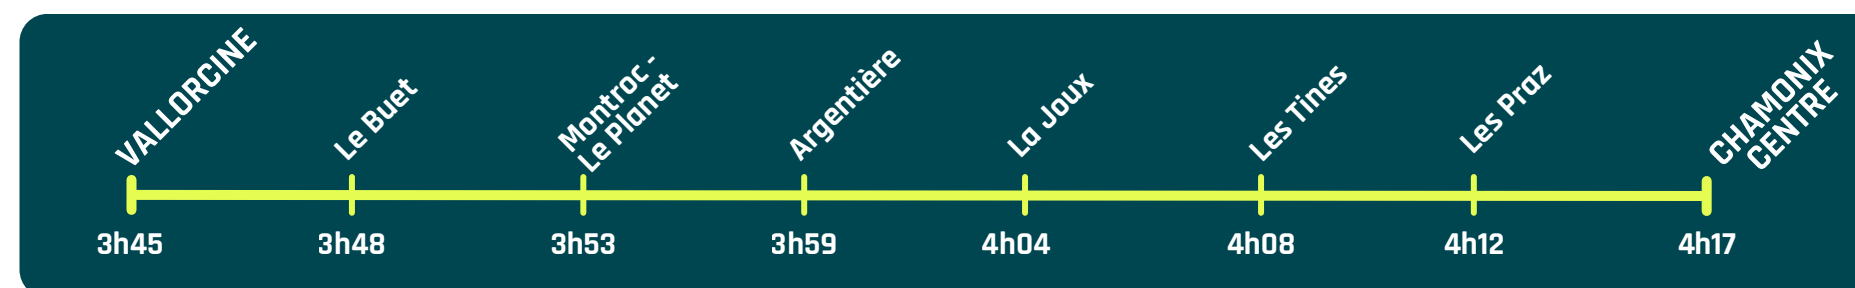 VALLORCINE
Le Buet
Montroc -
Le Planet
Argentière
La Joux
Les Tines
Les Praz
CHAMONIX
CENTRE
3h45
3h48
3h53
3h59
4h04
4h08
4h12
4h17